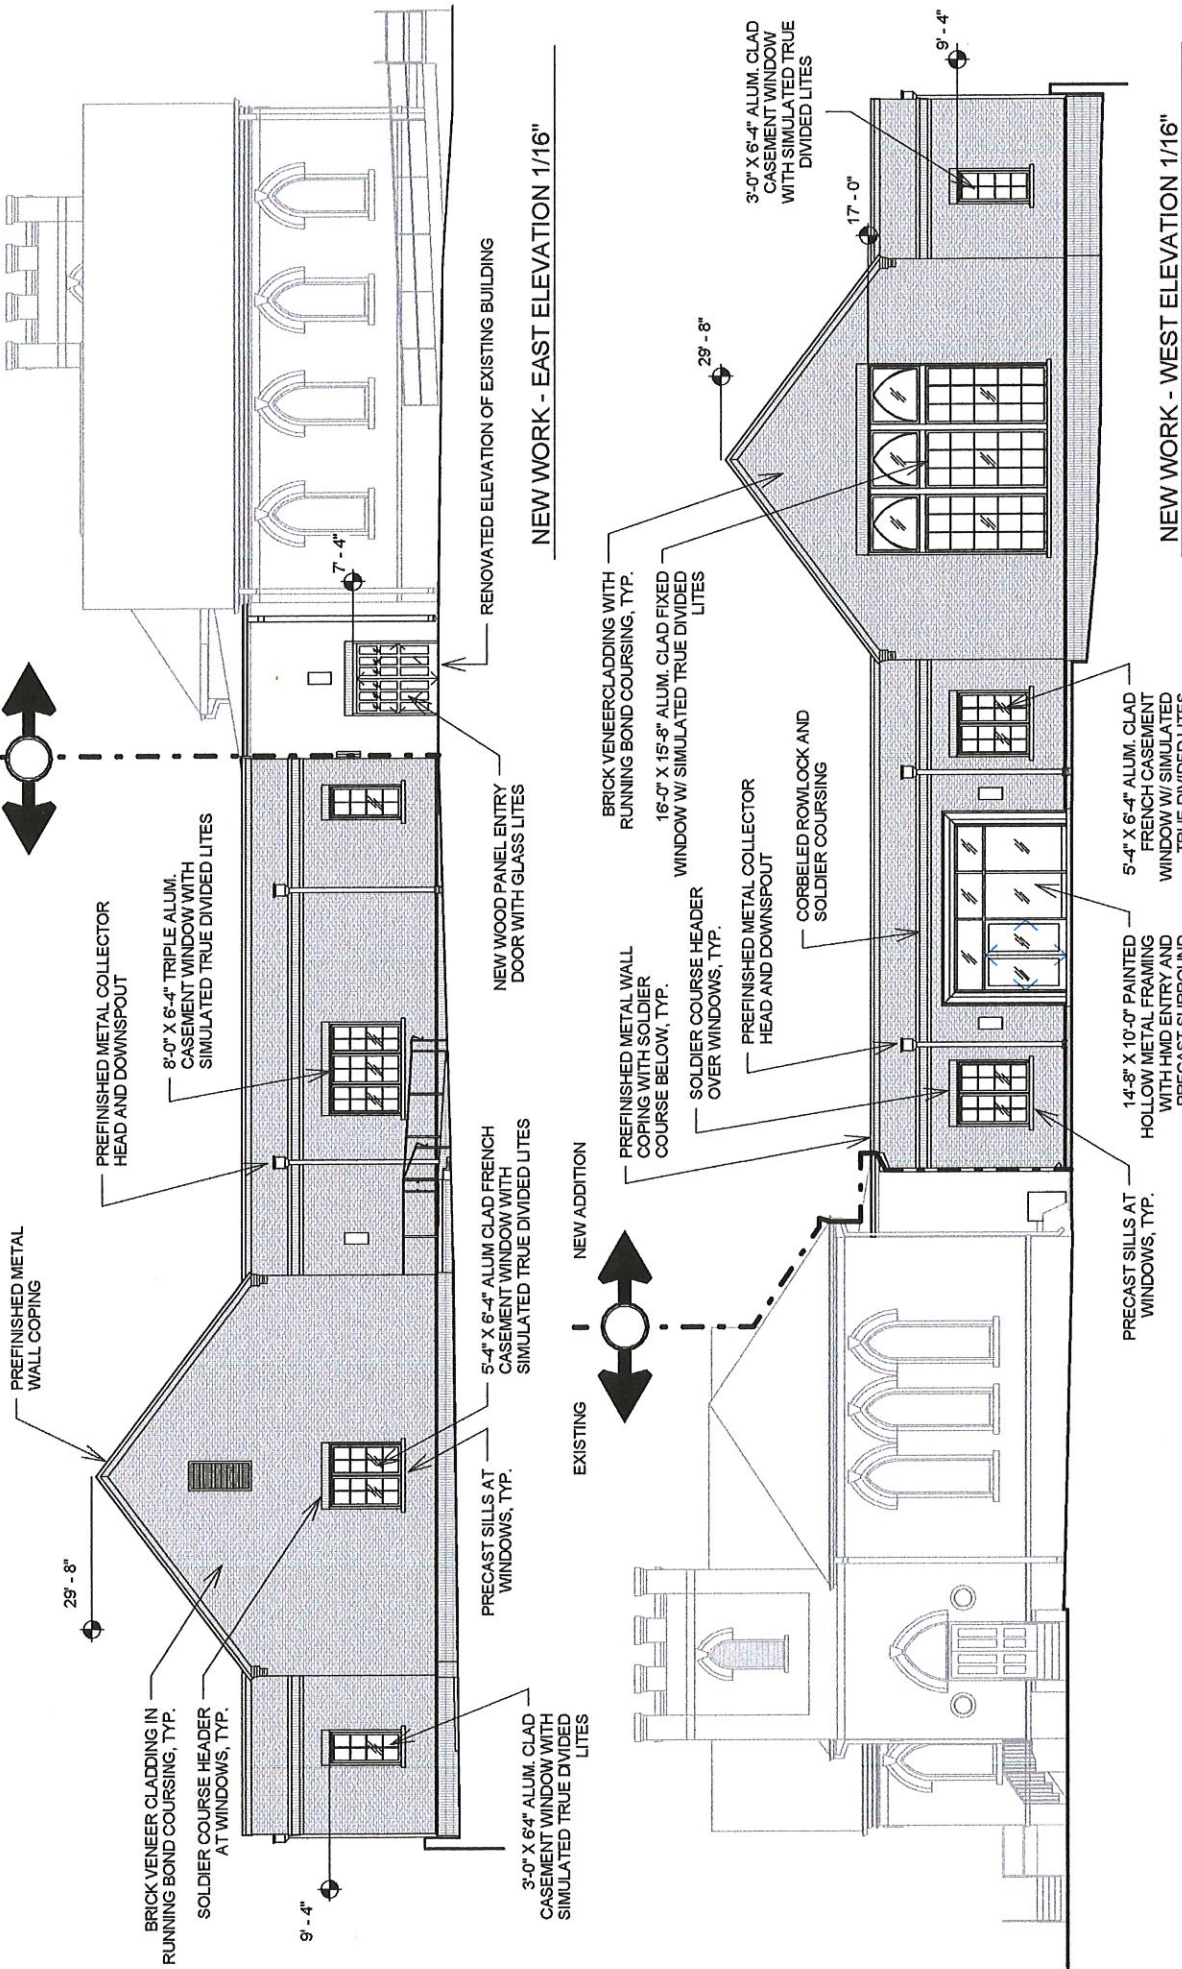 PREFINISHED METAL
WALL COPING
29' - 8"
BRICK VENEER CLADDING IN
RUNNING BOND COURSING, TYP.
SOLDIER COURSE HEADER
AT WINDOWS, TYP.
9' - 4"
3'-0" X 6'4" ALUM. CLAD
CASEMENT WINDOW WITH
SIMULATED TRUE DIVIDED
LITES
PREFINISHED METAL COLLECTOR
HEAD AND DOWNSPOUT
8'-0" X 6'-4" TRIPLE ALUM.
CASEMENT WINDOW WITH
SIMULATED TRUE DIVIDED LITES
PRECAST SILLS AT
WINDOWS, TYP.
5'-4" X 6'-4" ALUM CLAD FRENCH
CASEMENT WINDOW WITH
SIMULATED TRUE DIVIDED LITES
NEW WOOD PANEL ENTRY
DOOR WITH GLASS LITES
7' - 4"
RENOVATED ELEVATION OF EXISTING BUILDING
NEW WORK - EAST ELEVATION 1/16"
EXISTING
NEW ADDITION
PREFINISHED METAL WALL
COPING WITH SOLDIER
COURSE BELOW, TYP.
SOLDIER COURSE HEADER
OVER WINDOWS, TYP.
PREFINISHED METAL COLLECTOR
HEAD AND DOWNSPOUT
CORBELED ROWLOCK AND
SOLDIER COURSING
BRICK VENEERCLADDING WITH
RUNNING BOND COURSING, TYP.
16'-0" X 15'-8" ALUM. CLAD FIXED
WINDOW W/ SIMULATED TRUE DIVIDED
LITES
29' - 8"
17' - 0"
3'-0" X 6'-4" ALUM. CLAD
CASEMENT WINDOW
WITH SIMULATED TRUE
DIVIDED LITES
9' - 4"
PRECAST SILLS AT
WINDOWS, TYP.
14'-8" X 10'-0" PAINTED
HOLLOW METAL FRAMING
WITH HMD ENTRY AND
PRECAST SURROUND
5'-4" X 6'-4" ALUM. CLAD
FRENCH CASEMENT
WINDOW W/ SIMULATED
TRUE DIVIDED LITES
NEW WORK - WEST ELEVATION 1/16"